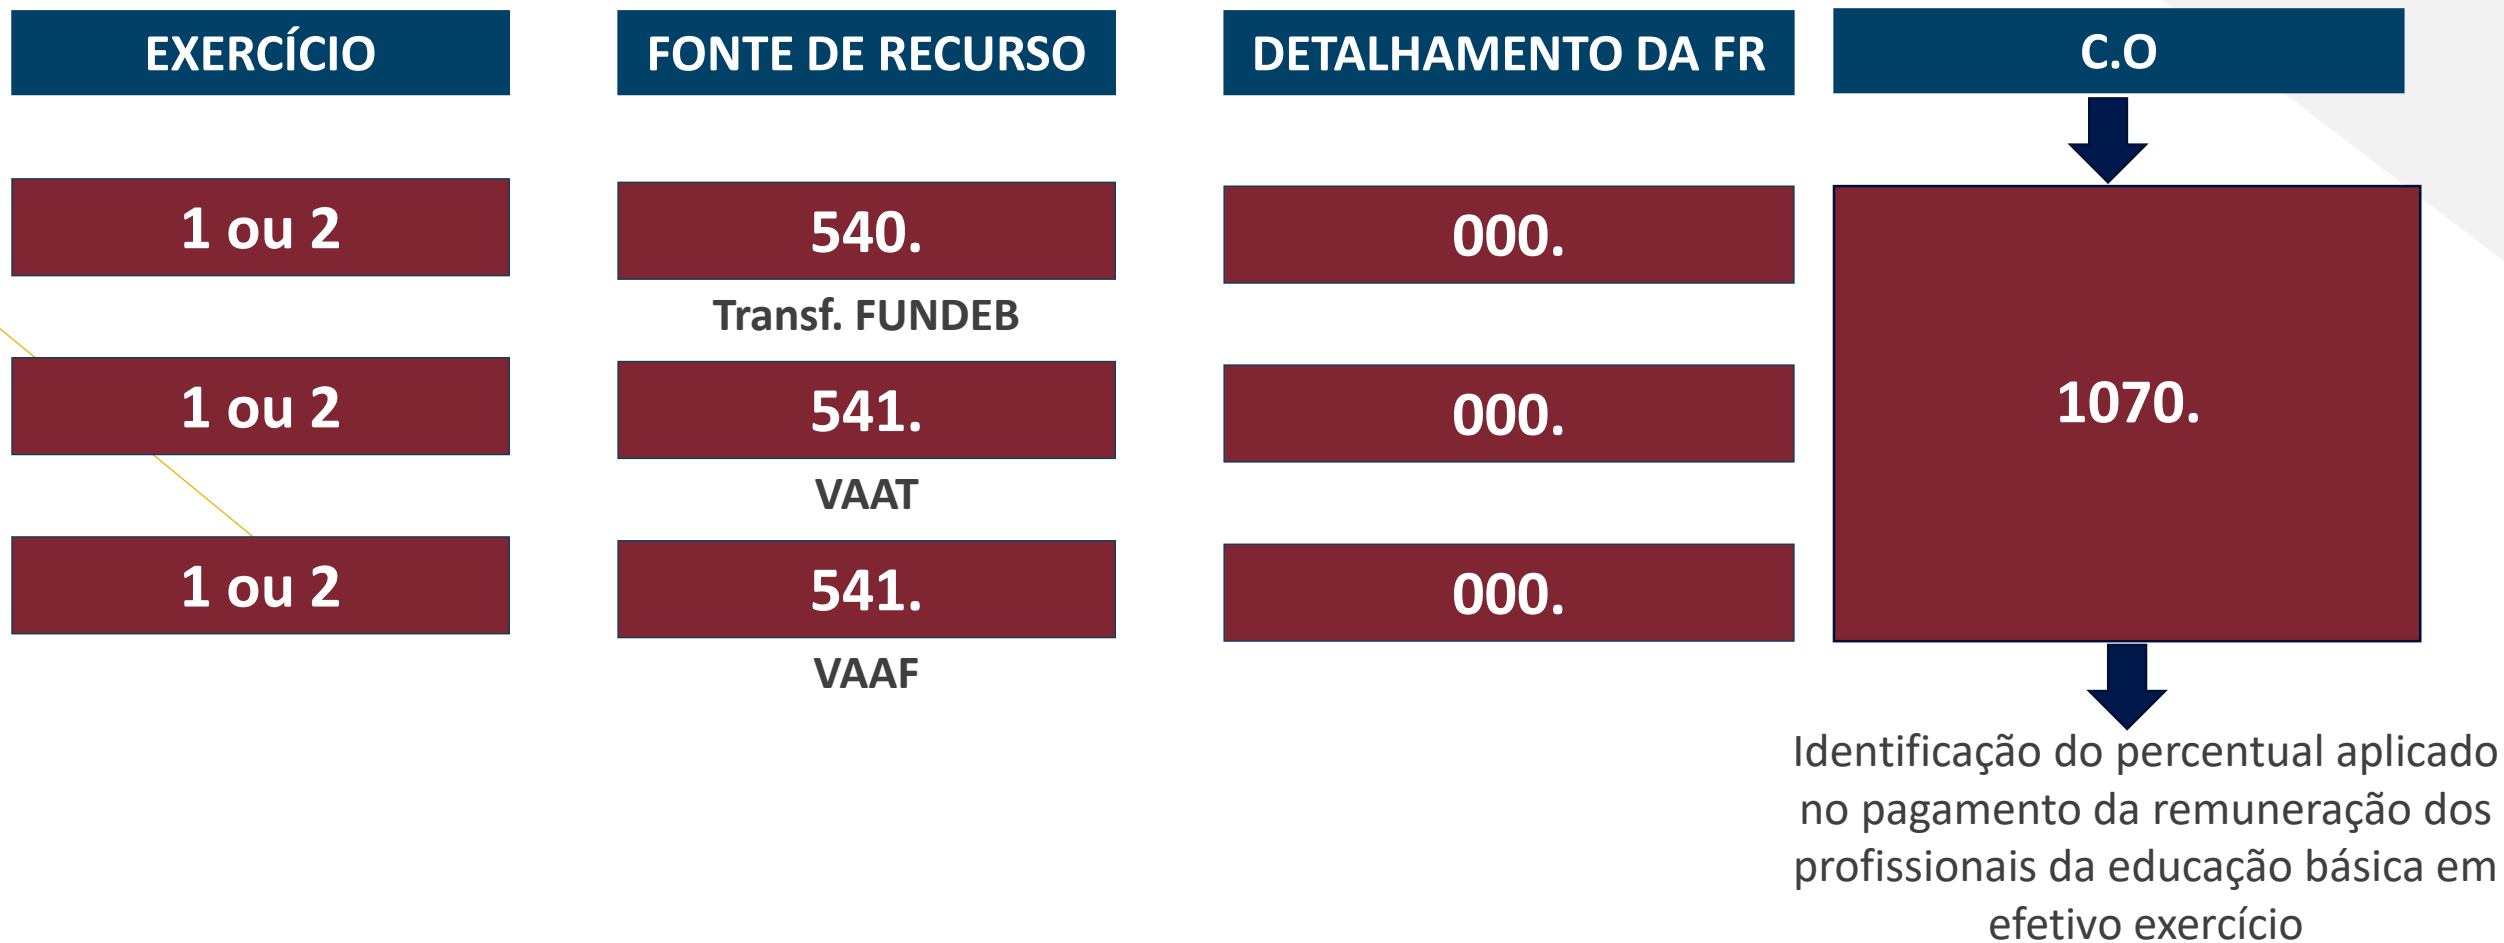 EXERCÍCIO
FONTE DE RECURSO
DETALHAMENTO DA FR
C.O
1 ou 2
540.
000.
Transf. FUNDEB
1 ou 2
541.
000.
1070.
VAAT
1 ou 2
541.
000.
VAAF
Identificação do percentual aplicado
no pagamento da remuneração dos
profissionais da educação básica em
efetivo exercício